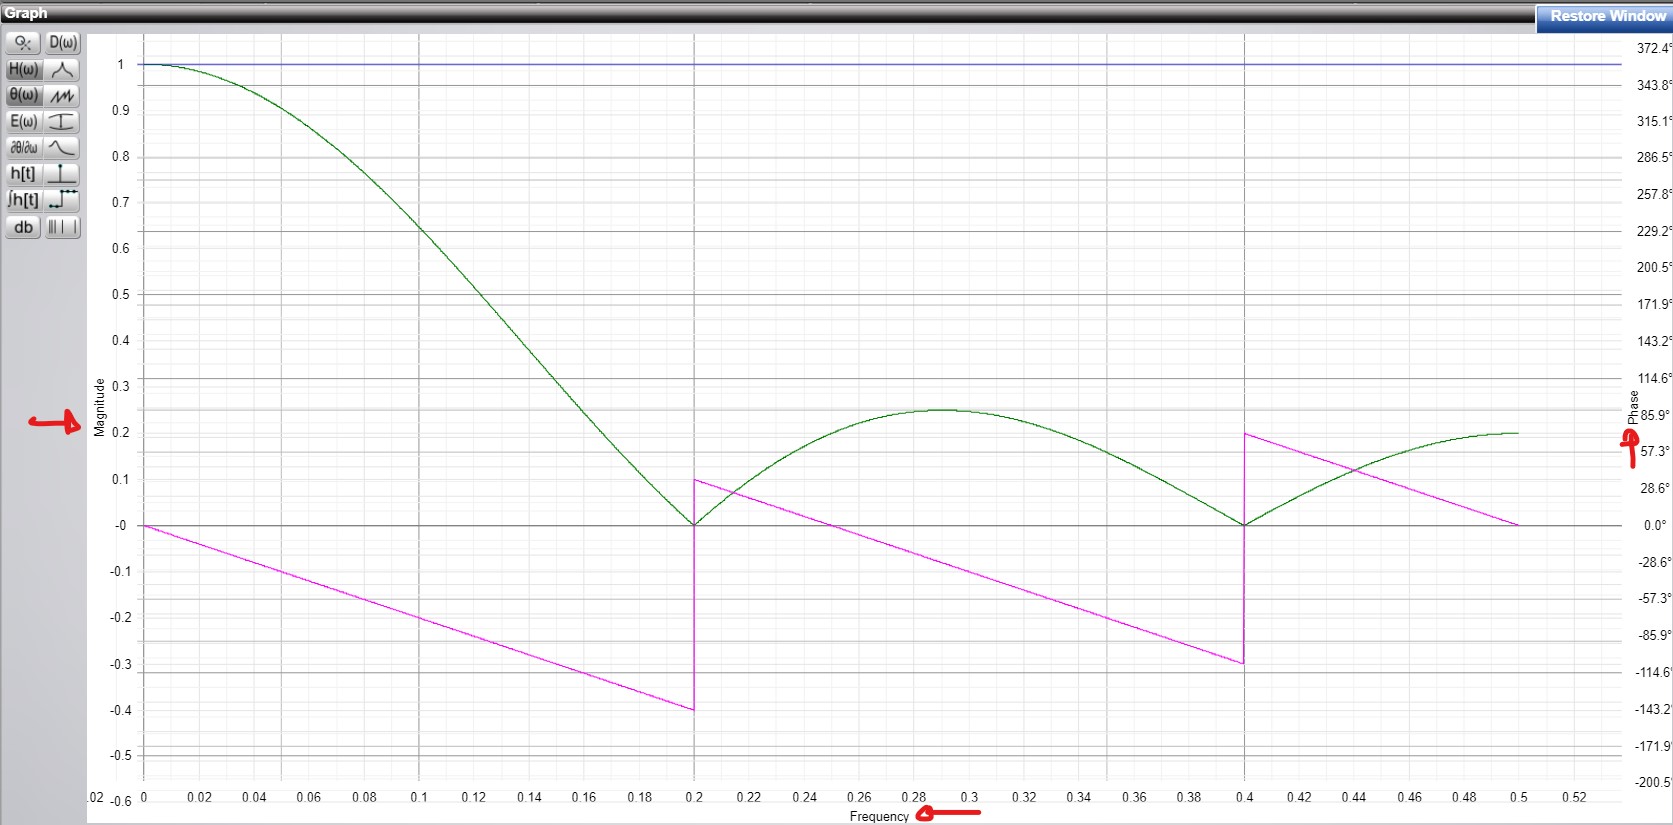 Graph
Restore Window
D(ω)
H(ω)
θ(ω)
E(ω)
∂θ/∂ω
h[t]
∫h[t]
db
1
0.9
0.8
0.7
0.6
0.5
0.4
0.3
0.2
0.1
-0
-0.1
-0.2
-0.3
-0.4
-0.5
-0.6
Magnitude
372.4°
343.8°
315.1°
286.5°
257.8°
229.2°
200.5°
171.9°
143.2°
114.6°
85.9°
57.3°
28.6°
0.0°
-28.6°
-57.3°
-85.9°
-114.6°
-143.2°
-171.9°
-200.5°
Phase
.02 0 0.02 0.04 0.06 0.08 0.1 0.12 0.14 0.16 0.18 0.2 0.22 0.24 0.26 0.28 0.3 0.32 0.34 0.36 0.38 0.4 0.42 0.44 0.46 0.48 0.5 0.52
Frequency